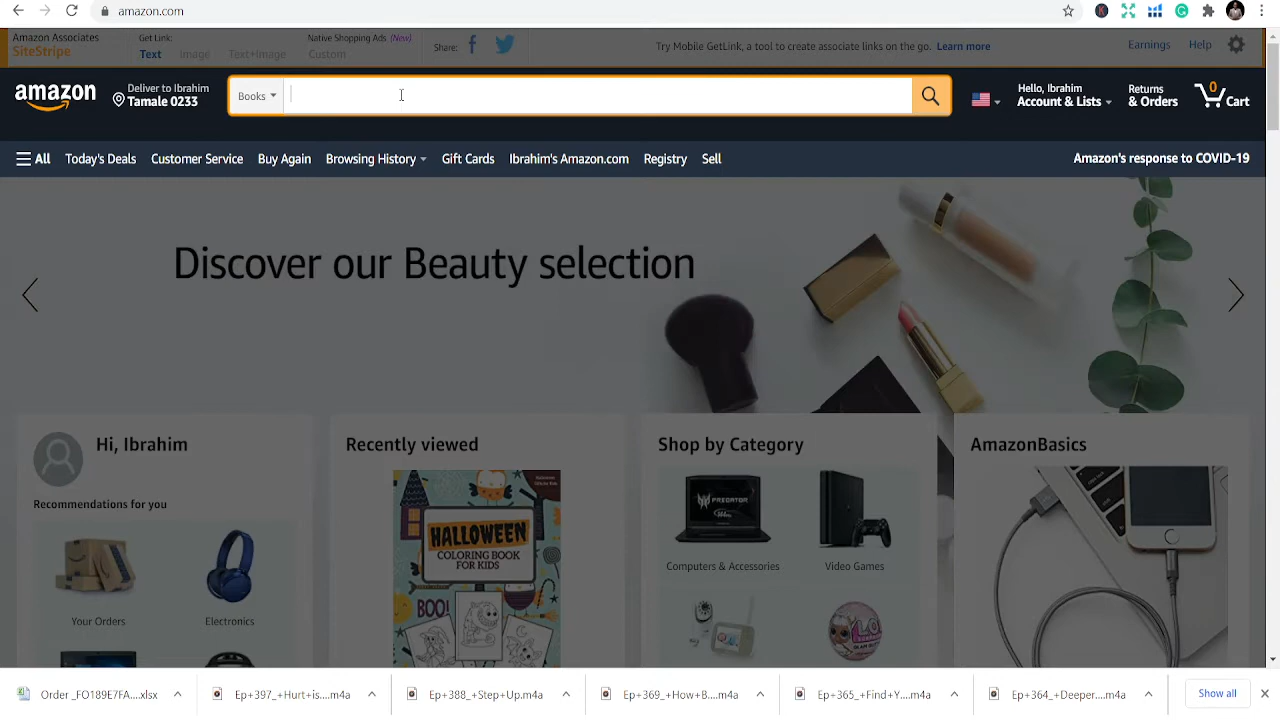 amazon.com
Amazon Associates
SiteStripe
Get Link:
Text Image Text+Image
Native Shopping Ads (New)
Custom
Share:
Try Mobile GetLink, a tool to create associate links on the go. Learn more
Earnings Help
amazon
Deliver to Ibrahim
Tamale 0233
Books
Hello, Ibrahim
Account & Lists
Returns
& Orders
0
Cart
All Today's Deals Customer Service Buy Again Browsing History Gift Cards Ibrahim's Amazon.com Registry Sell
Amazon's response to COVID-19
Discover our Beauty selection
Hi, Ibrahim
Recommendations for you
Your Orders
Electronics
Recently viewed
HALLOWEEN
COLORING BOOK
FOR KIDS
BOO!
Shop by Category
PREDATOR
Computers & Accessories
Video Games
AmazonBasics
Order _FO189E7FA....xlsx
Ep+397_+Hurt+is....m4a
Ep+388_+Step+Up.m4a
Ep+369_+How+B....m4a
Ep+365_+Find+Y....m4a
Ep+364_+Deeper....m4a
Show all